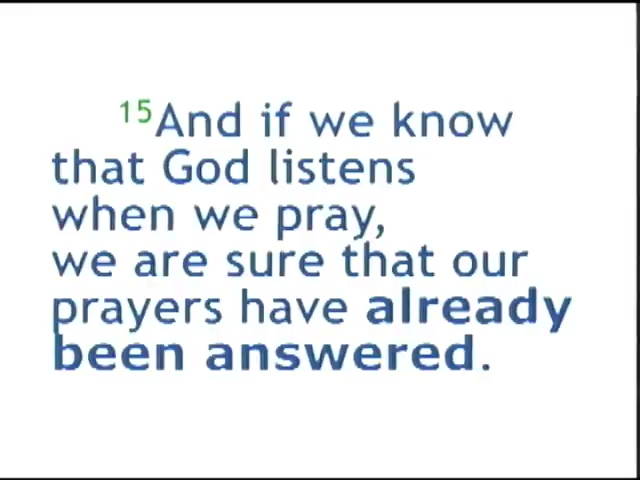 15And if we know
that God listens
when we pray,
we are sure that our
prayers have already
been answered.